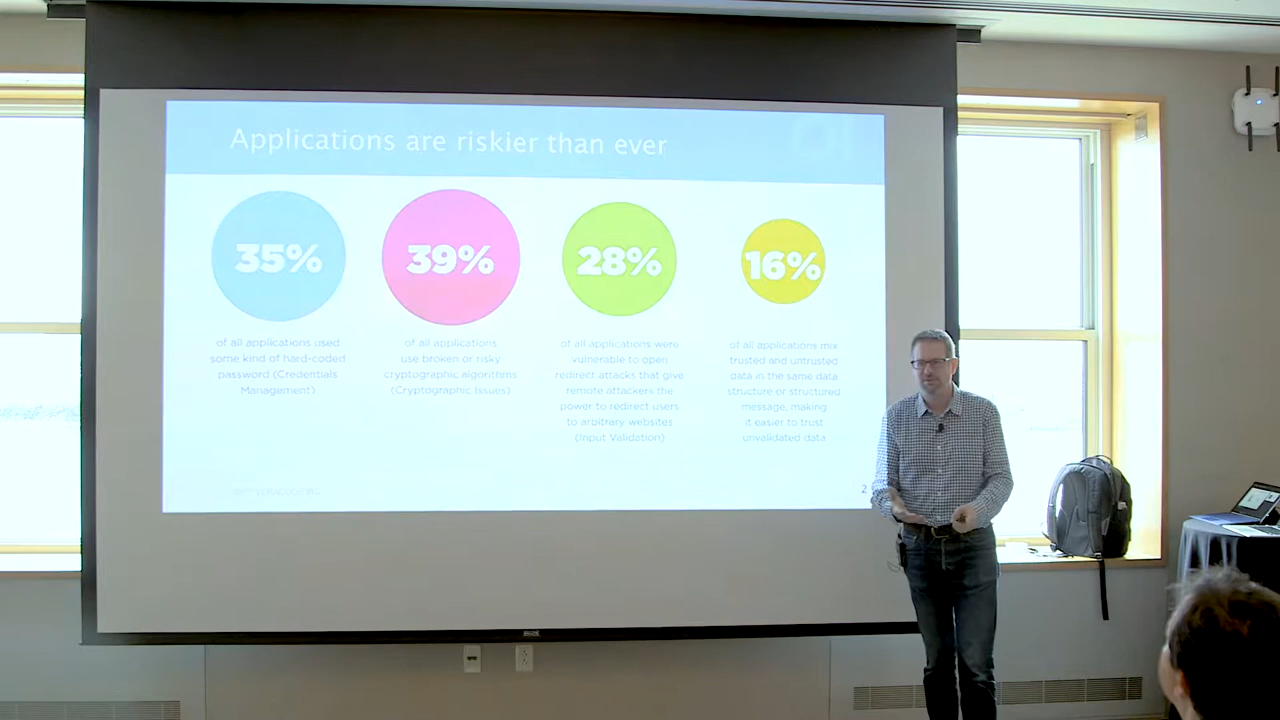 Applications are riskier than ever
35%
39%
28%
16%
of all applications used
some kind of hard-coded
password (Credentials
Management)
of all applications
use broken or risky
cryptographic algorithms
(Cryptographic Issues)
of all applications were
vulnerable to open
redirect attacks that give
remote attackers the
power to redirect users
to arbitrary websites
(Input Validation)
of all applications mix
trusted and untrusted
data in the same data
structure or structured
message, making
it easier to trust
unvalidated data
2